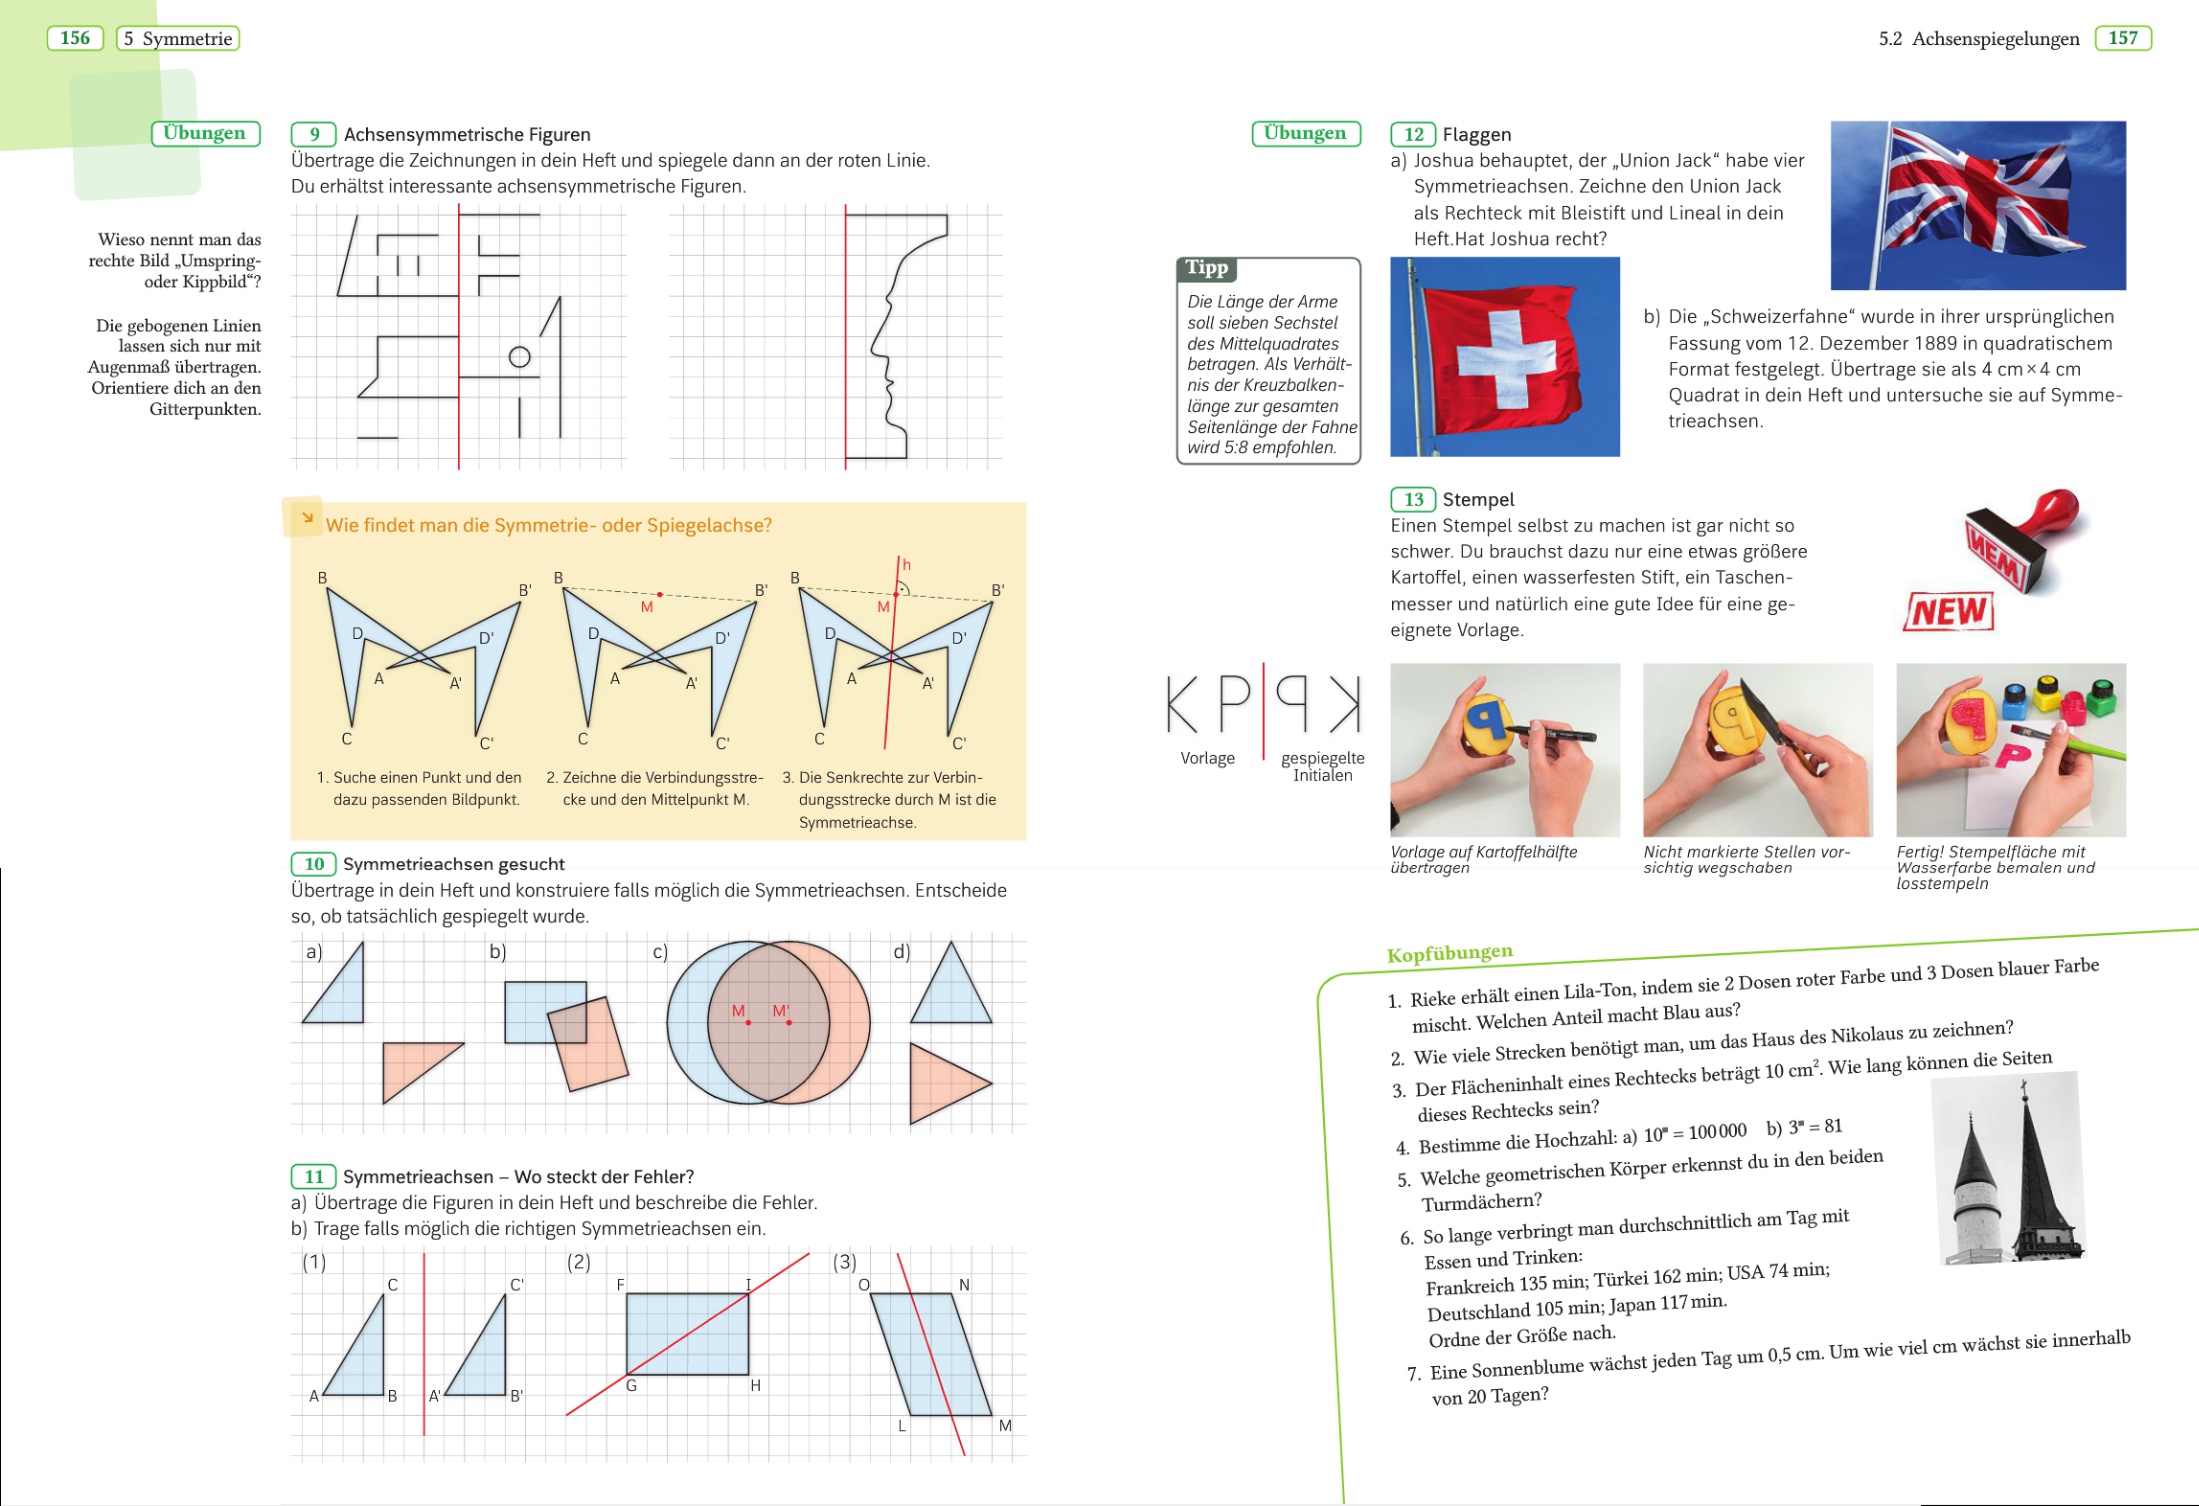 156 5 Symmetrie
Übungen
9 Achsensymmetrische Figuren
Übertrage die Zeichnungen in dein Heft und spiegele dann an der roten Linie.
Du erhältst interessante achsensymmetrische Figuren.
Wieso nennt man das
rechte Bild „Umspring-
oder Kippbild“?
Die gebogenen Linien
lassen sich nur mit
Augenmaß übertragen.
Orientiere dich an den
Gitterpunkten.
Wie findet man die Symmetrie- oder Spiegelachse?
B B' D D' A A' C C'
B B' M D D' A A' C C'
h B B' M D D' A A' C C'
1. Suche einen Punkt und den
dazu passenden Bildpunkt.
2. Zeichne die Verbindungsstre-
cke und den Mittelpunkt M.
3. Die Senkrechte zur Verbin-
dungsstrecke durch M ist die
Symmetrieachse.
10 Symmetrieachsen gesucht
Übertrage in dein Heft und konstruiere falls möglich die Symmetrieachsen. Entscheide
so, ob tatsächlich gespiegelt wurde.
a) b) c) d)
M M'
11 Symmetrieachsen – Wo steckt der Fehler?
a) Übertrage die Figuren in dein Heft und beschreibe die Fehler.
b) Trage falls möglich die richtigen Symmetrieachsen ein.
(1) (2) (3)
C C' F I O N
A B A' B' G H
L M
5.2 Achsenspiegelungen 157
Übungen
12 Flaggen
a) Joshua behauptet, der „Union Jack“ habe vier
Symmetrieachsen. Zeichne den Union Jack
als Rechteck mit Bleistift und Lineal in dein
Heft.Hat Joshua recht?
Tipp
Die Länge der Arme
soll sieben Sechstel
des Mittelquadrates
betragen. Als Verhält-
nis der Kreuzbalken-
länge zur gesamten
Seitenlänge der Fahne
wird 5:8 empfohlen.
b) Die „Schweizerfahne“ wurde in ihrer ursprünglichen
Fassung vom 12. Dezember 1889 in quadratischem
Format festgelegt. Übertrage sie als 4 cm × 4 cm
Quadrat in dein Heft und untersuche sie auf Symme-
trieachsen.
13 Stempel
Einen Stempel selbst zu machen ist gar nicht so
schwer. Du brauchst dazu nur eine etwas größere
Kartoffel, einen wasserfesten Stift, ein Taschen-
messer und natürlich eine gute Idee für eine ge-
eignete Vorlage.
NEW
NEW
KP
Vorlage
gespiegelte
Initialen
Vorlage auf Kartoffelhälfte
übertragen
Nicht markierte Stellen vor-
sichtig wegschaben
P
Fertig! Stempelfläche mit
Wasserfarbe bemalen und
losstempeln
Kopfübungen
1. Rieke erhält einen Lila-Ton, indem sie 2 Dosen roter Farbe und 3 Dosen blauer Farbe
mischt. Welchen Anteil macht Blau aus?
2. Wie viele Strecken benötigt man, um das Haus des Nikolaus zu zeichnen?
3. Der Flächeninhalt eines Rechtecks beträgt 10 cm². Wie lang können die Seiten
dieses Rechtecks sein?
4. Bestimme die Hochzahl: a) 10■ = 100 000 b) 3■ = 81
5. Welche geometrischen Körper erkennst du in den beiden
Turmdächern?
6. So lange verbringt man durchschnittlich am Tag mit
Essen und Trinken:
Frankreich 135 min; Türkei 162 min; USA 74 min;
Deutschland 105 min; Japan 117 min.
Ordne der Größe nach.
7. Eine Sonnenblume wächst jeden Tag um 0,5 cm. Um wie viel cm wächst sie innerhalb
von 20 Tagen?